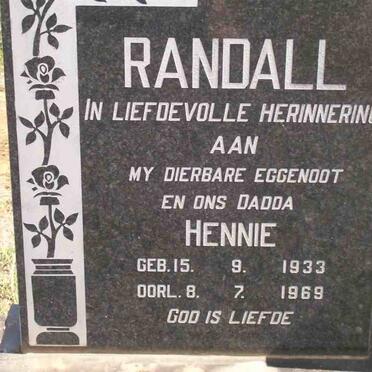 RANDALL
IN LIEFDEVOLLE HERINNERING
AAN
MY DIERBARE EGGENOOT
EN ONS DADDA
HENNIE
GEB. 15. 9. 1933
OORL. 8. 7. 1969
GOD IS LIEFDE